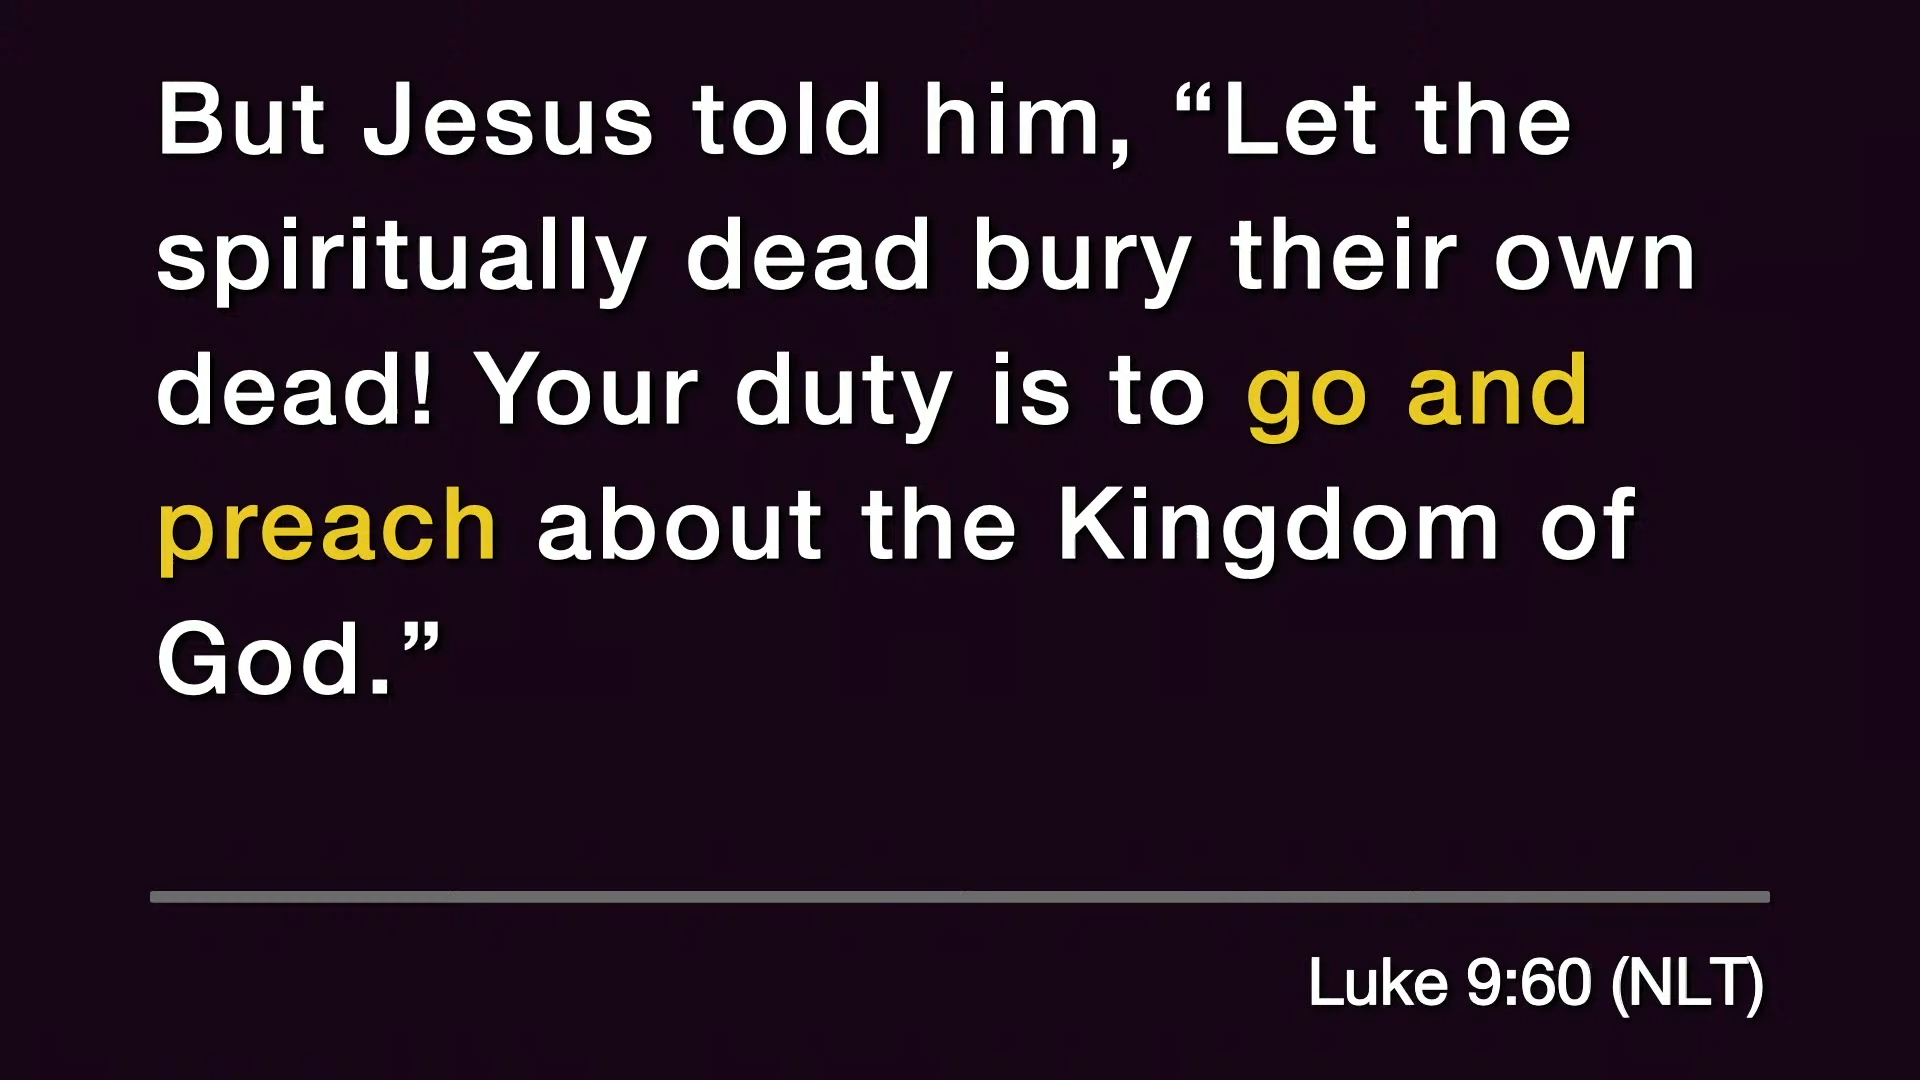 But Jesus told him, “Let the
spiritually dead bury their own
dead! Your duty is to go and
preach about the Kingdom of
God.”
Luke 9:60 (NLT)